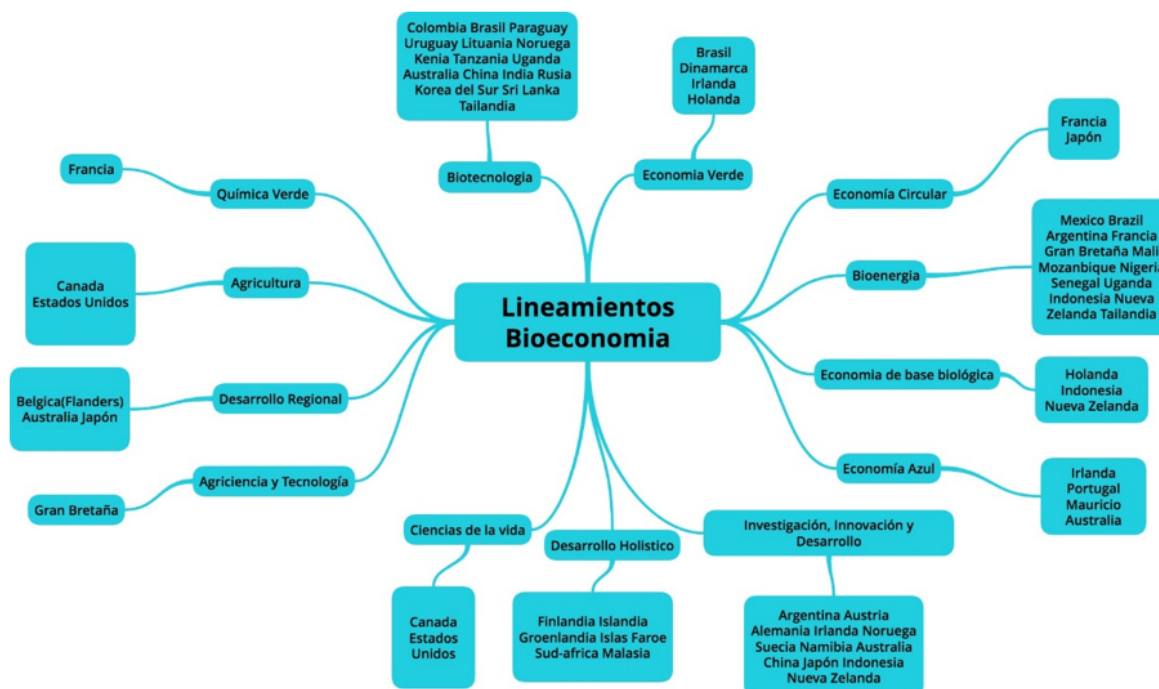 Colombia Brasil Paraguay
Uruguay Lituania Noruega
Kenia Tanzania Uganda
Australia China India Rusia
Korea del Sur Sri Lanka
Tailandia
Brasil
Dinamarca
Irlanda
Holanda
Francia
Japón
Francia
Química Verde
Biotecnologia
Economia Verde
Economía Circular
Canada
Estados Unidos
Agricultura
Lineamientos
Bioeconomia
Bioenergia
Mexico Brazil
Argentina Francia
Gran Bretaña Mali
Mozanbique Nigeria
Senegal Uganda
Indonesia Nueva
Zelanda Tailandia
Belgica(Flanders)
Australia Japón
Desarrollo Regional
Economia de base biológica
Holanda
Indonesia
Nueva Zelanda
Gran Bretaña
Agriciencia y Tecnología
Economía Azul
Irlanda
Portugal
Mauricio
Australia
Ciencias de la vida
Desarrollo Holistico
Investigación, Innovación y
Desarrollo
Canada
Estados
Unidos
Finlandia Islandia
Groenlandia Islas Faroe
Sud-africa Malasia
Argentina Austria
Alemania Irlanda Noruega
Suecia Namibia Australia
China Japón Indonesia
Nueva Zelanda